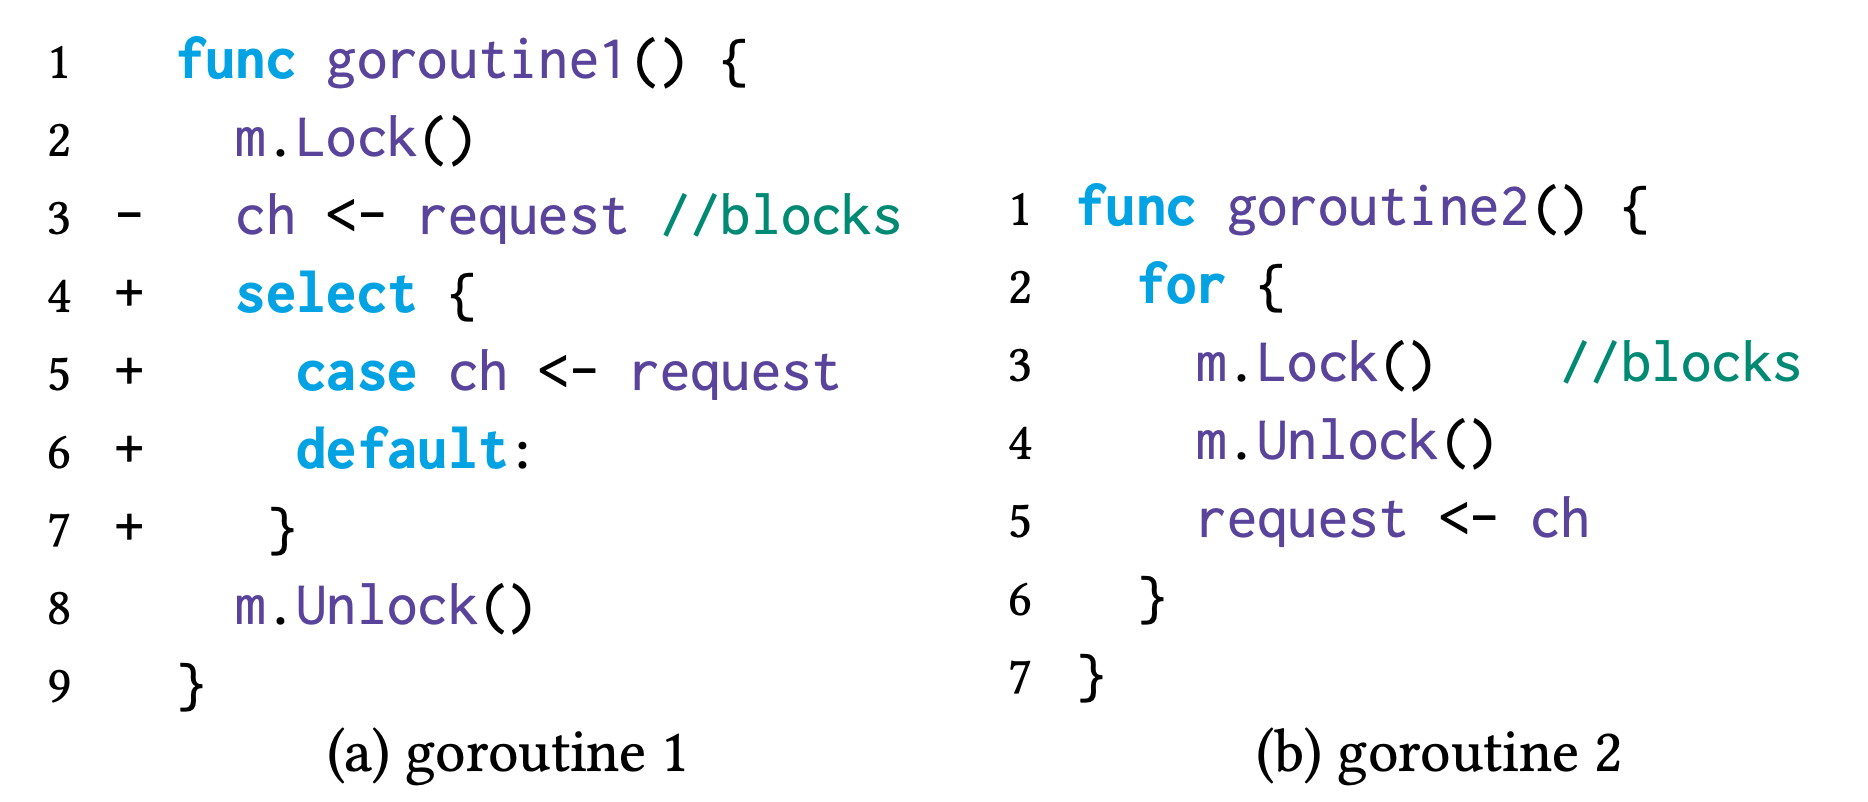 1 func goroutine1() {
2 m.Lock()
3 - ch <- request //blocks
4 + select {
5 + case ch <- request
6 + default:
7 + }
8 m.Unlock()
9 }
(a) goroutine 1
1 func goroutine2() {
2 for {
3 m.Lock() //blocks
4 m.Unlock()
5 request <- ch
6 }
7 }
(b) goroutine 2